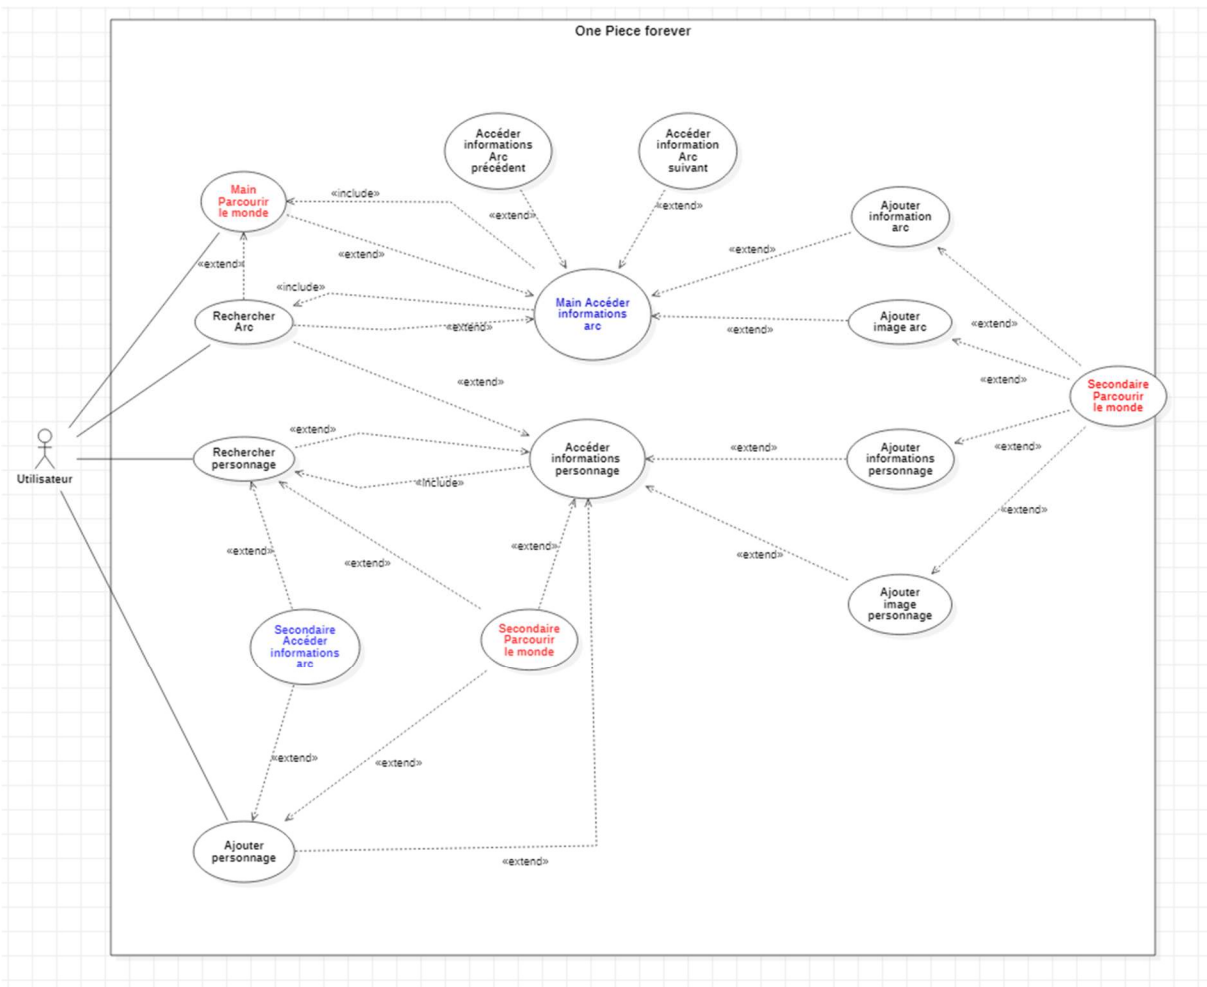 One Piece forever
Accéder
informations
Arc
précédent
Accéder
information
Arc
suivant
Main
Parcourir
le monde
«include»
«extend»
«extend»
Ajouter
information
arc
«extend»
«extend»
«extend»
«include»
Main Accéder
informations
arc
Rechercher
Arc
«extend»
Ajouter
image arc
«extend»
«extend»
«extend»
«extend»
Secondaire
Parcourir
le monde
Utilisateur
Rechercher
personnage
«extend»
«include»
Accéder
informations
personnage
«extend»
Ajouter
informations
personnage
«extend»
«extend»
«extend»
«extend»
«extend»
«extend»
Ajouter
image
personnage
Secondaire
Accéder
informations
arc
Secondaire
Parcourir
le monde
«extend»
«extend»
Ajouter
personnage
«extend»